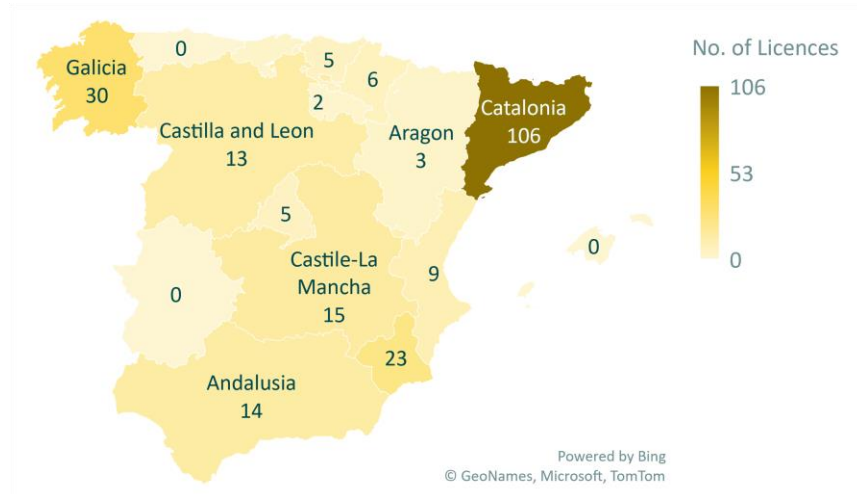 No. of Licences
106
53
0
0
5
6
Galicia
30
2
Castilla and Leon
13
Aragon
3
Catalonia
106
5
0
Castile-La
Mancha
15
9
0
23
Andalusia
14
Powered by Bing
© GeoNames, Microsoft, TomTom